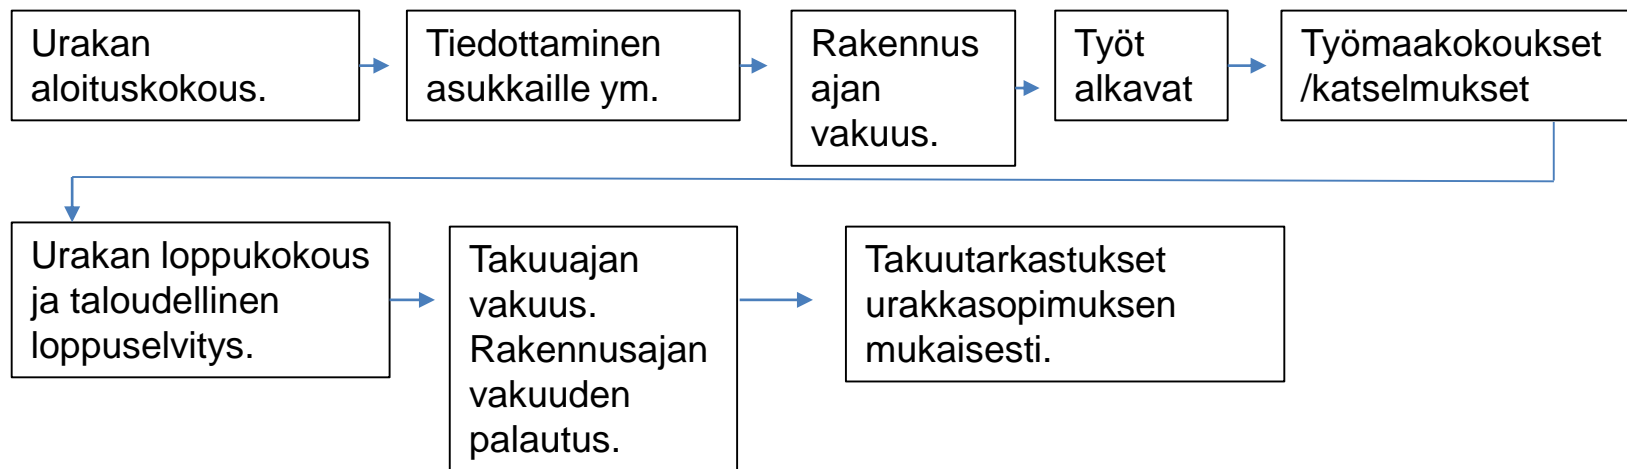 Urakan
aloituskokous.
Tiedottaminen
asukkaille ym.
Rakennus
ajan
vakuus.
Työt
alkavat
Työmaakokoukset
/katselmukset
Urakan loppukokous
ja taloudellinen
loppuselvitys.
Takuuajan
vakuus.
Rakennusajan
vakuuden
palautus.
Takuutarkastukset
urakkasopimuksen
mukaisesti.